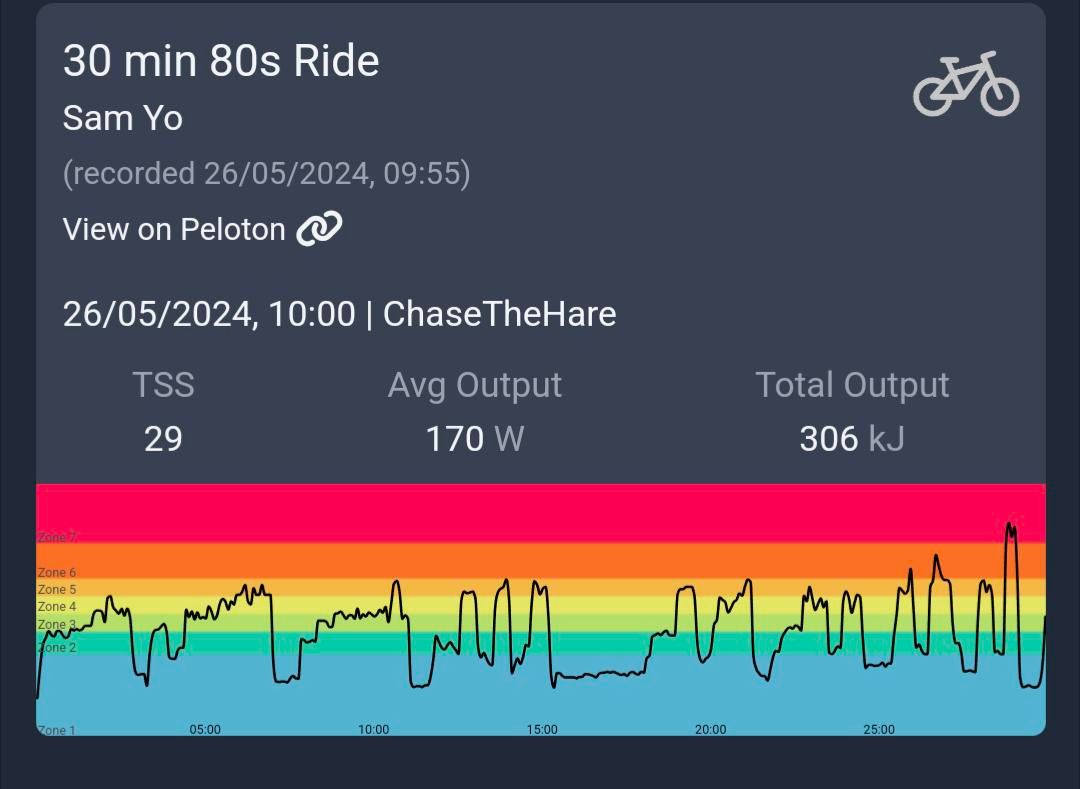 30 min 80s Ride
Sam Yo
(recorded 26/05/2024, 09:55)
View on Peloton
26/05/2024, 10:00 | ChaseTheHare
TSS Avg Output Total Output
29 170 W 306 kJ
Zone 7
Zone 6
Zone 5
Zone 4
Zone 3
Zone 2
Zone 1 05:00 10:00 15:00 20:00 25:00